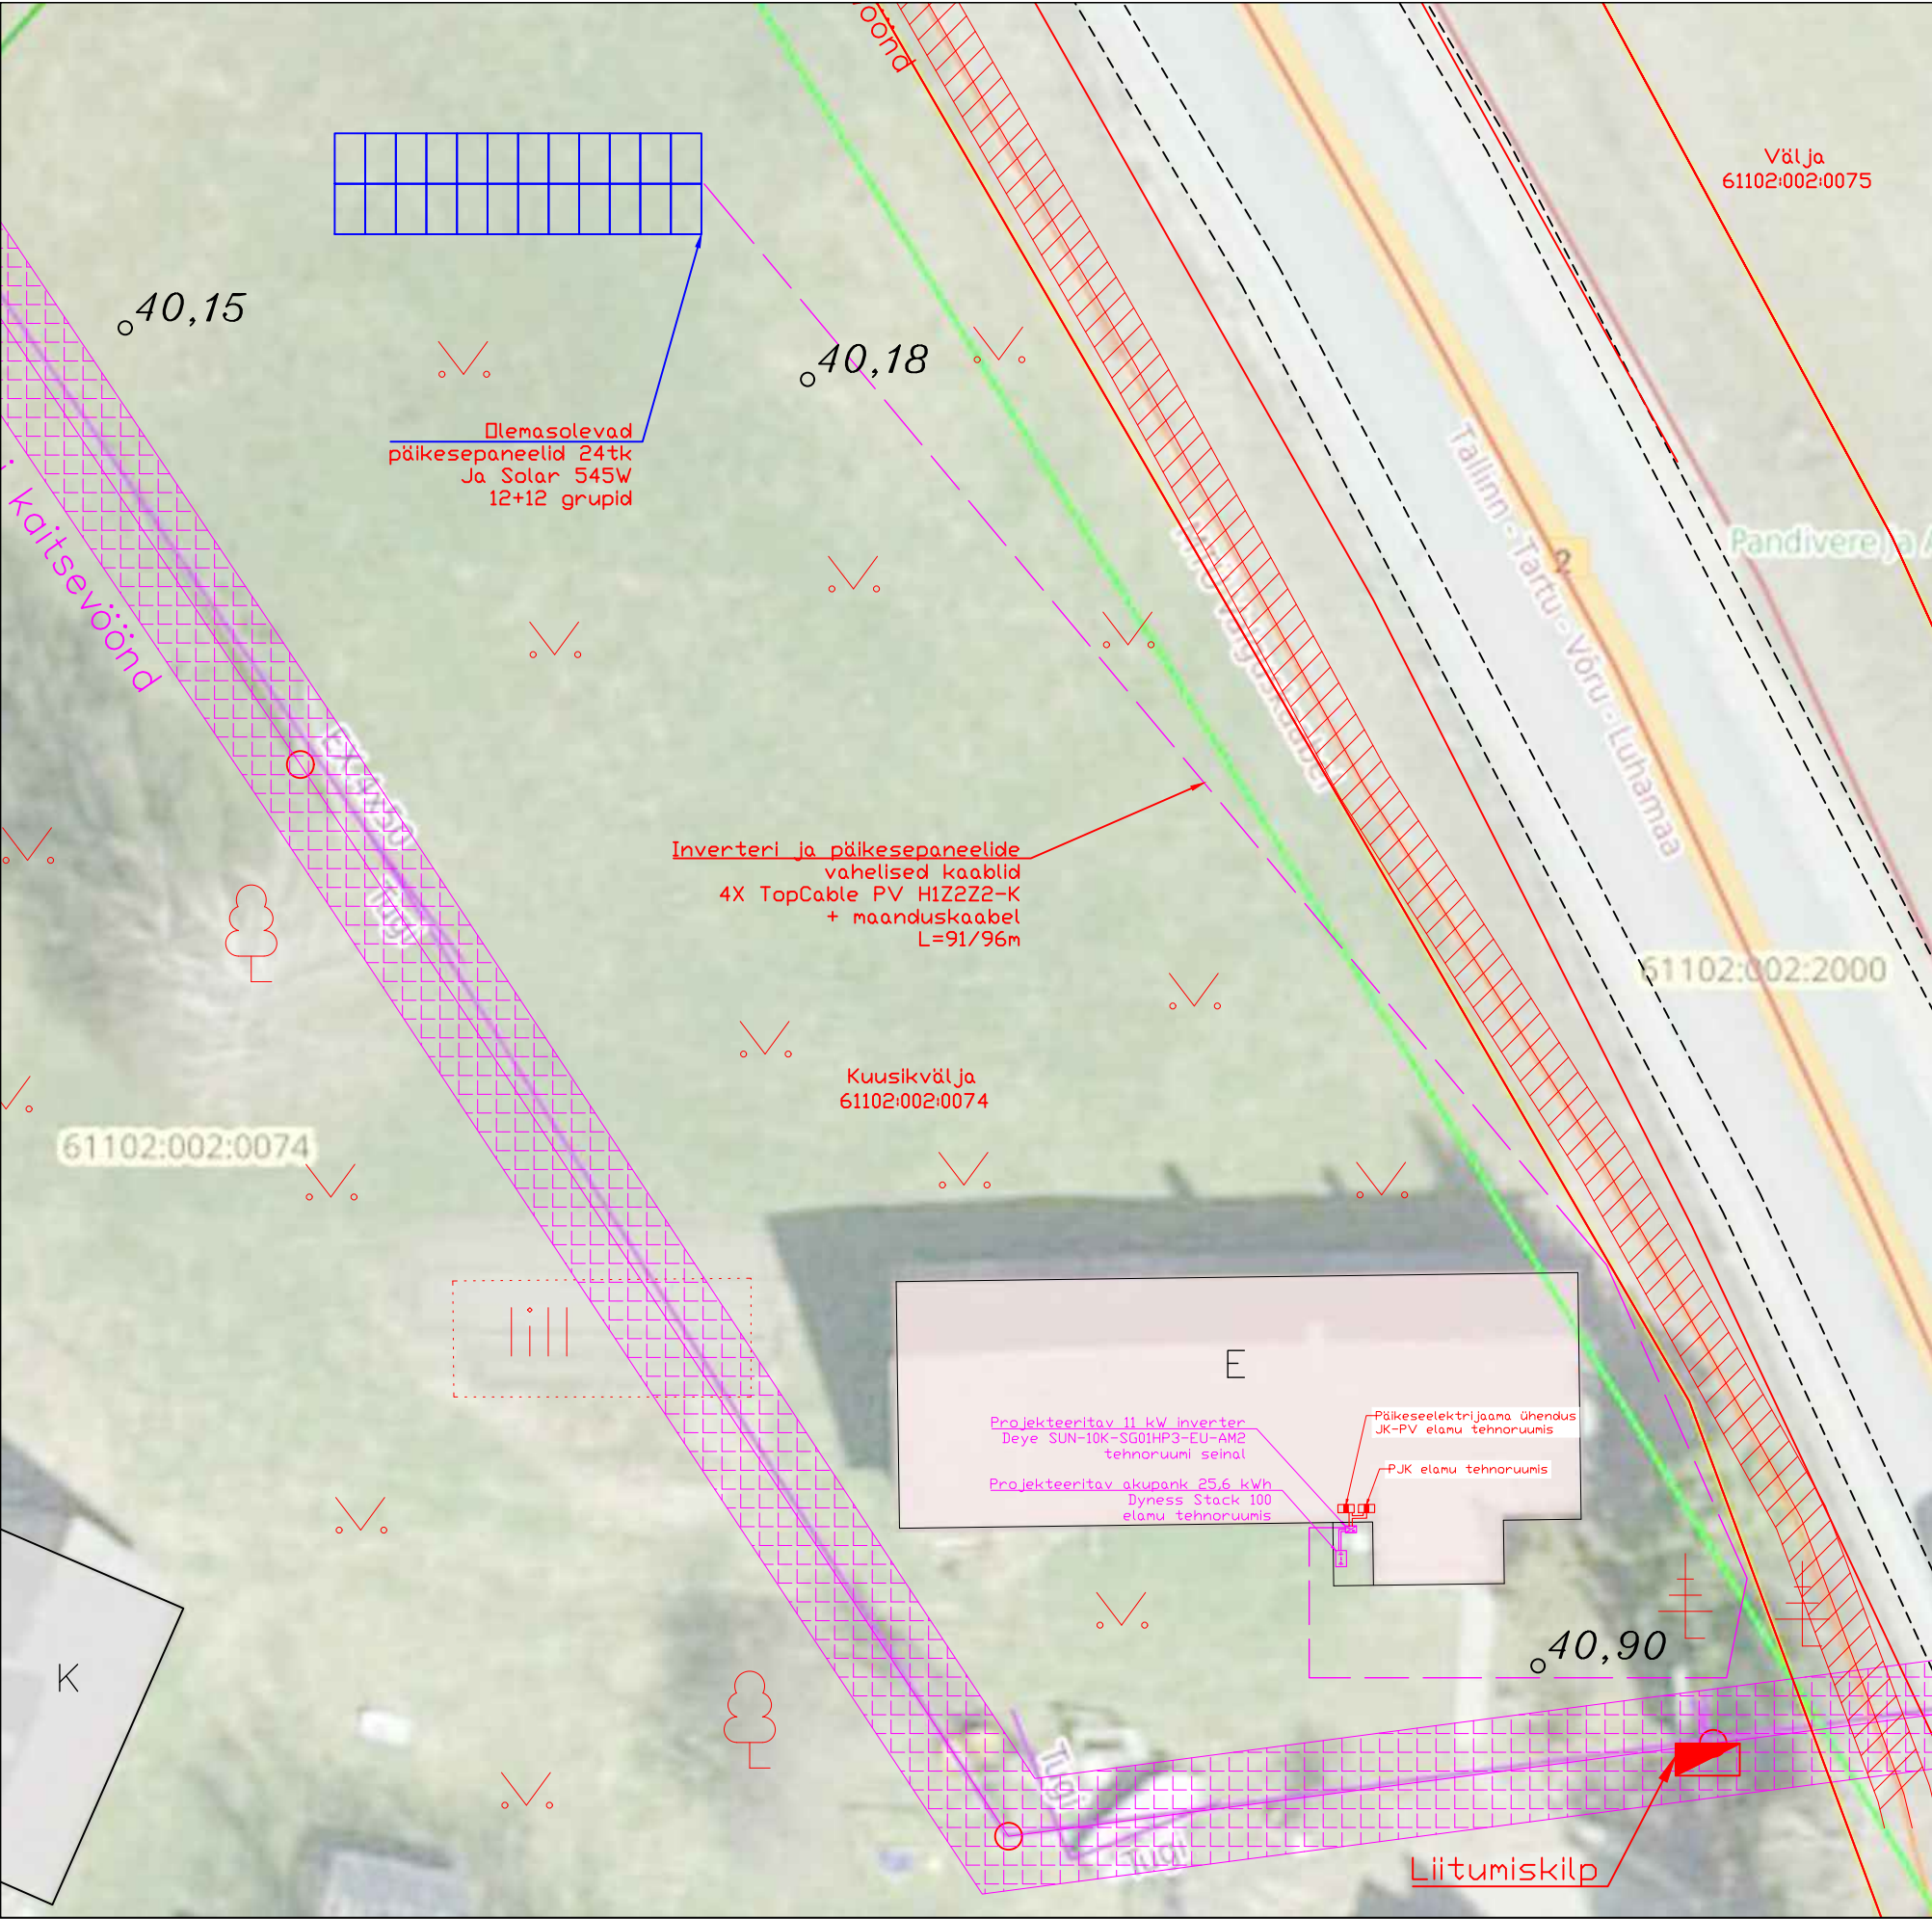 Välja
61102:002:0075
40,15
40,18
Olemasolevad
päikesepaneelid 24tk
Ja Solar 545W
12+12 grupid
kaitsevöönd
Tallinn - Tartu - Võru - Luhamaa
2
Pandivere ja
Inverteri ja päikesepaneelide
vahelised kaablid
4X TopCable PV H1Z2Z2-K
+ maanduskaabel
L=91/96m
61102:002:2000
Kuusikvälja
61102:002:0074
61102:002:0074
E
Projekteeritav 11 kW inverter
Deye SUN-10K-SG01HP3-EU-AM2
tehnoruumi seinal
Projekteeritav akupank 25,6 kWh
Dyness Stack 100
elamu tehnoruumis
Päikeseelektrijaama ühendus
JK-PV elamu tehnoruumis
PJK elamu tehnoruumis
40,90
K
Tugi
Tugi
Liitumiskilp